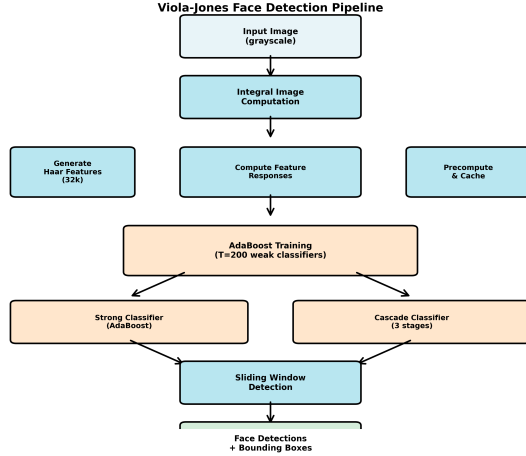 Viola-Jones Face Detection Pipeline
Input Image
(grayscale)
Integral Image
Computation
Generate
Haar Features
(32k)
Compute Feature
Responses
Precompute
& Cache
AdaBoost Training
(T=200 weak classifiers)
Strong Classifier
(AdaBoost)
Cascade Classifier
(3 stages)
Sliding Window
Detection
Face Detections
+ Bounding Boxes